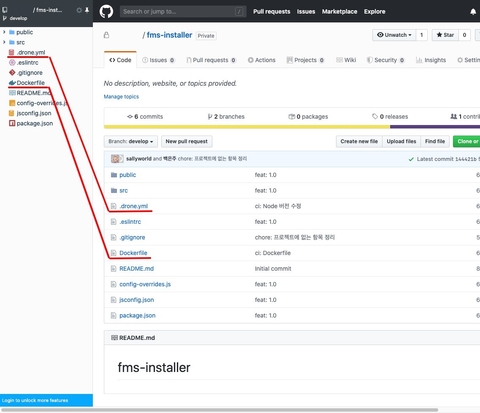 / fms-installer
develop
public
src
.drone.yml
.eslintrc
.gitignore
Dockerfile
README.md
config-overrides.js
jsconfig.json
package.json
Login to unlock more features
Search or jump to...
/
Pull requests
Issues
Marketplace
Explore
/ fms-installer
Private
Unwatch
1
Star
0
Code
Issues 0
Pull requests 0
Actions
Projects 0
Wiki
Security 0
Insights
No description, website, or topics provided.
Manage topics
6 commits
2 branches
0 packages
0 releases
Branch: develop
New pull request
Create new file
Upload files
Find file
Clone or
sallyworld and 백은주 chore: 프로젝트에 없는 항목 정리
Latest commit 144421b
public
feat: 1.0
src
feat: 1.0
.drone.yml
ci: Node 버전 수정
.eslintrc
feat: 1.0
.gitignore
chore: 프로젝트에 없는 항목 정리
Dockerfile
ci: Dockerfile
README.md
Initial commit
config-overrides.js
feat: 1.0
jsconfig.json
feat: 1.0
package.json
feat: 1.0
README.md
fms-installer